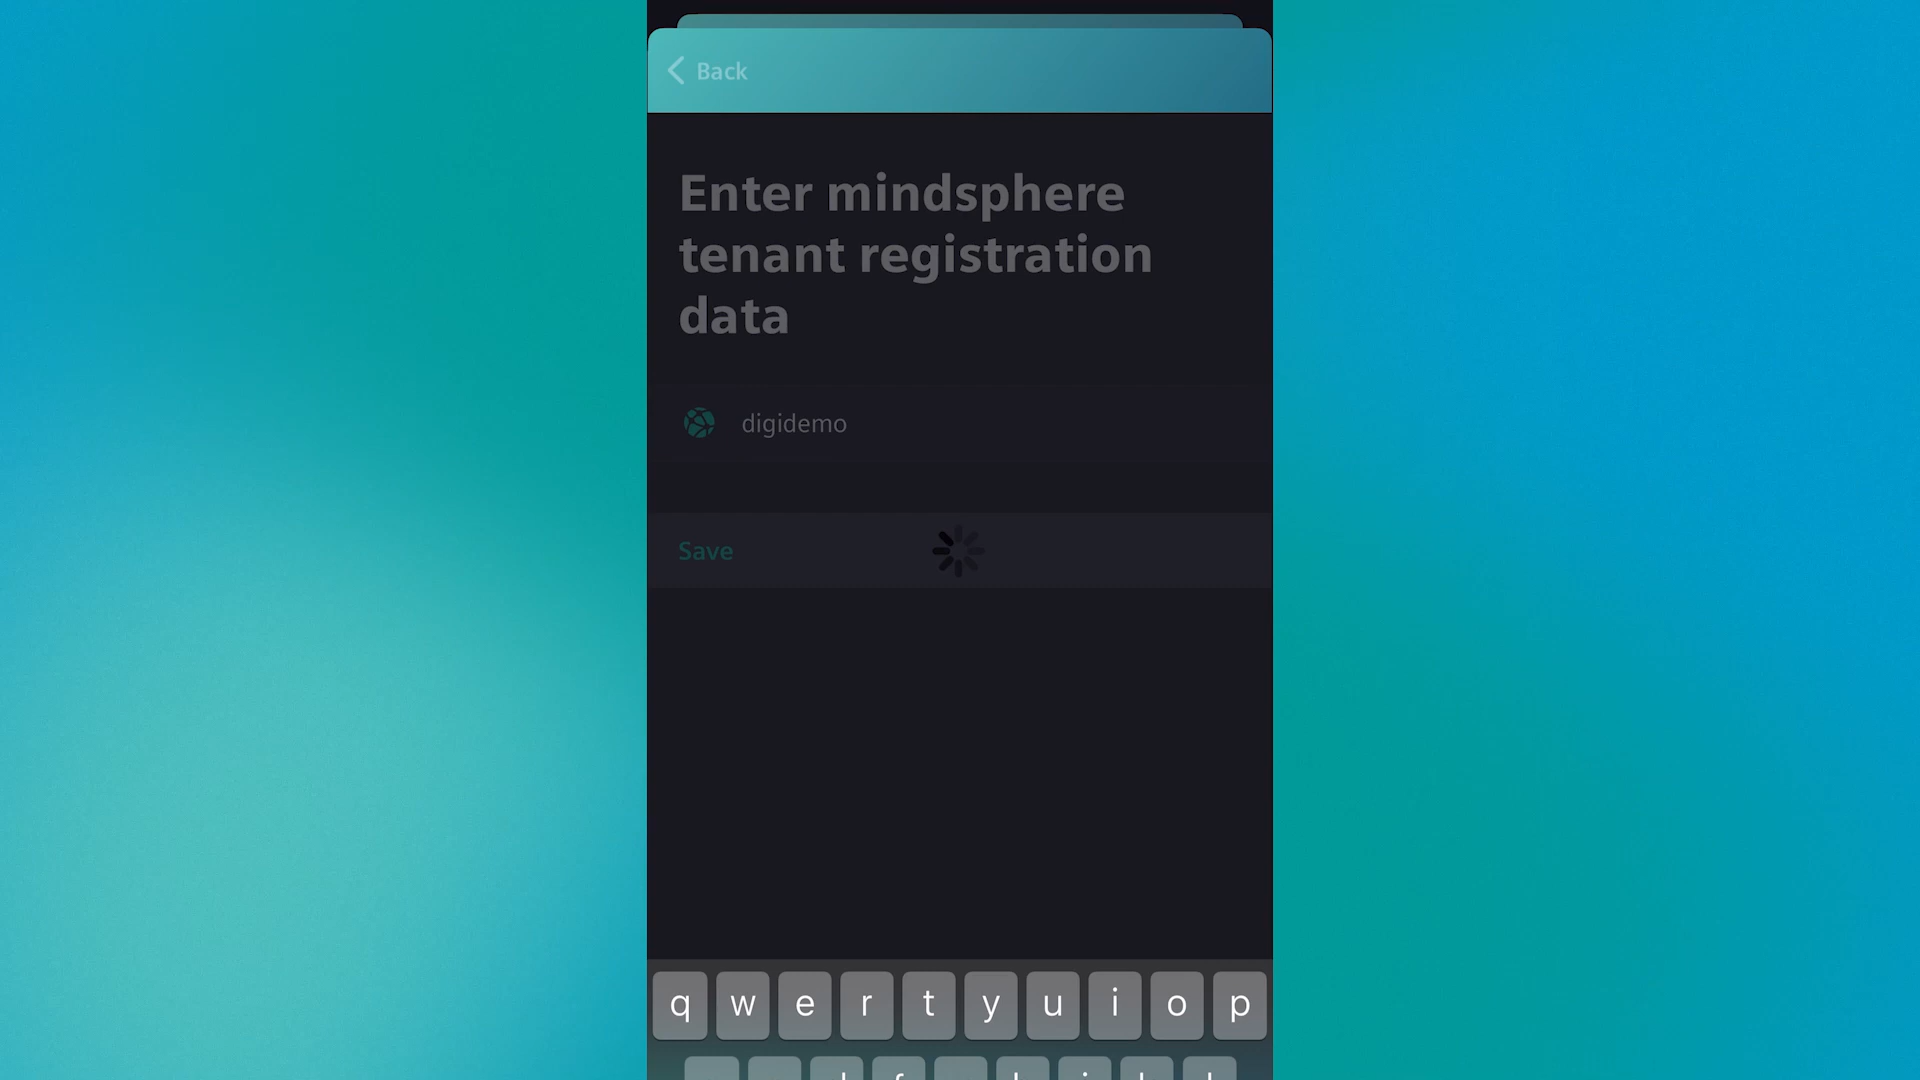 Back
Enter mindsphere
tenant registration
data
digidemo
Save
q w e r t y u i o p